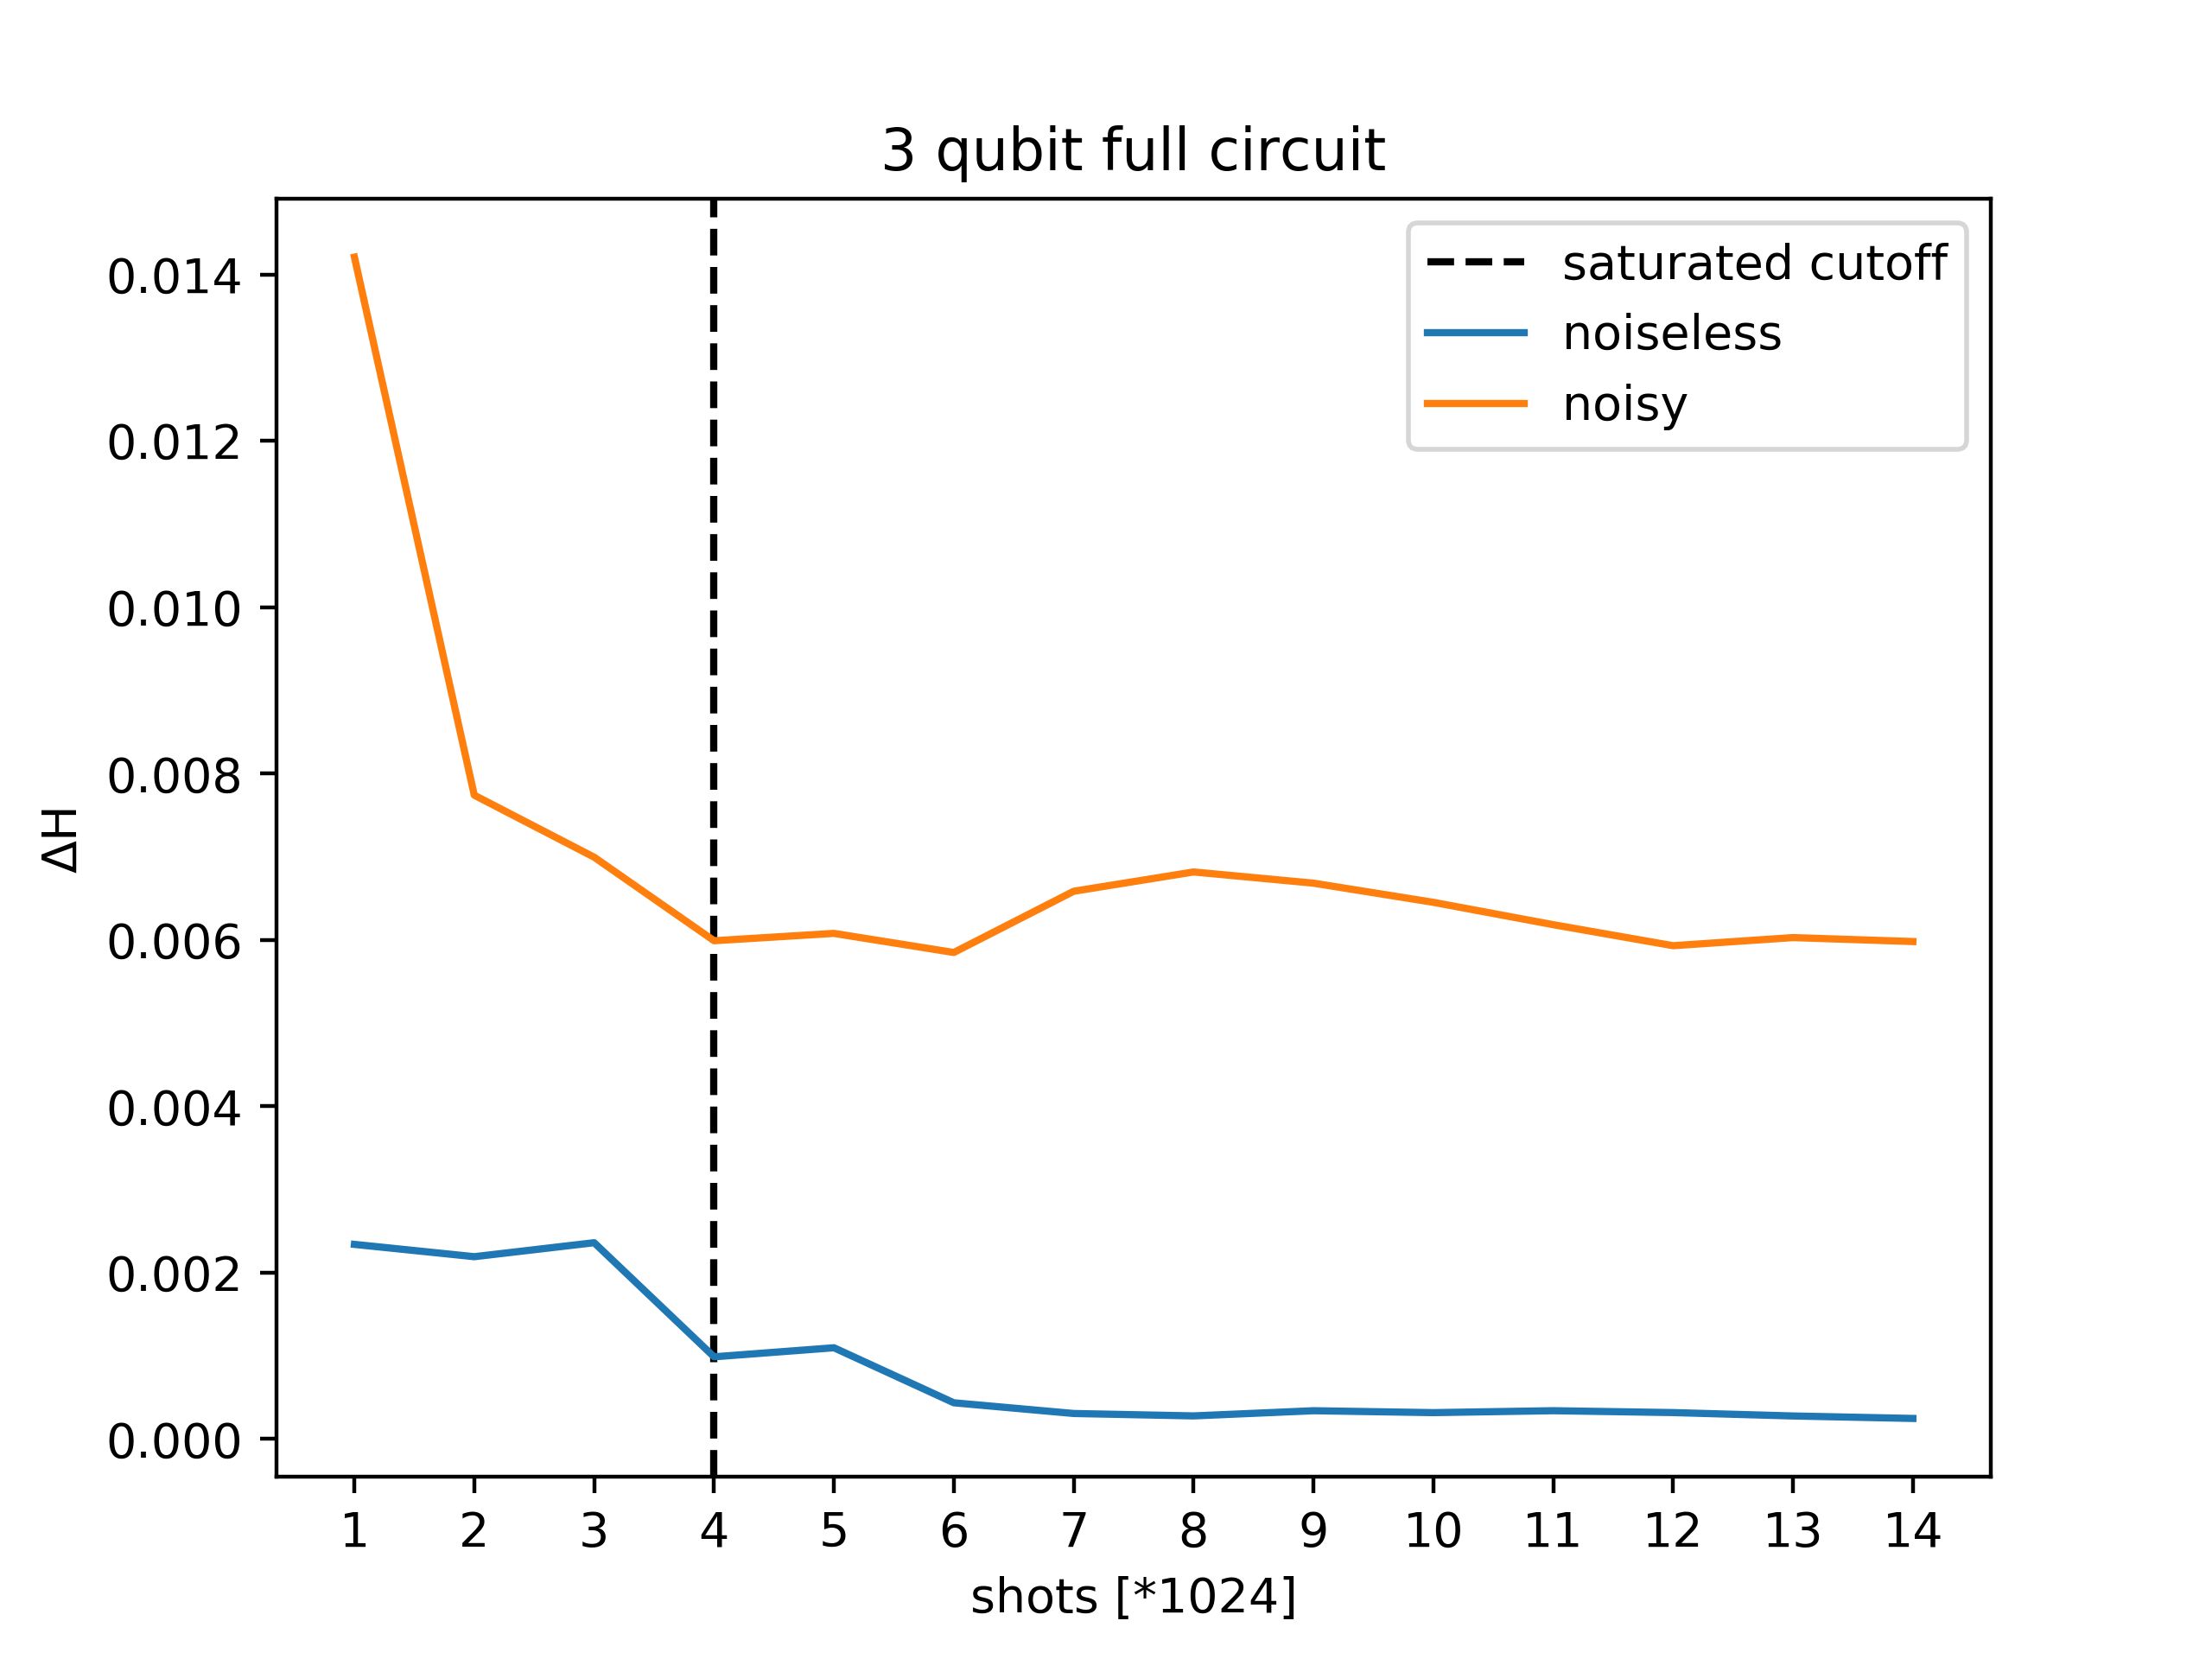 3 qubit full circuit
saturated cutoff
noiseless
noisy
0.014
0.012
0.010
0.008
0.006
0.004
0.002
0.000
ΔH
1 2 3 4 5 6 7 8 9 10 11 12 13 14
shots [*1024]